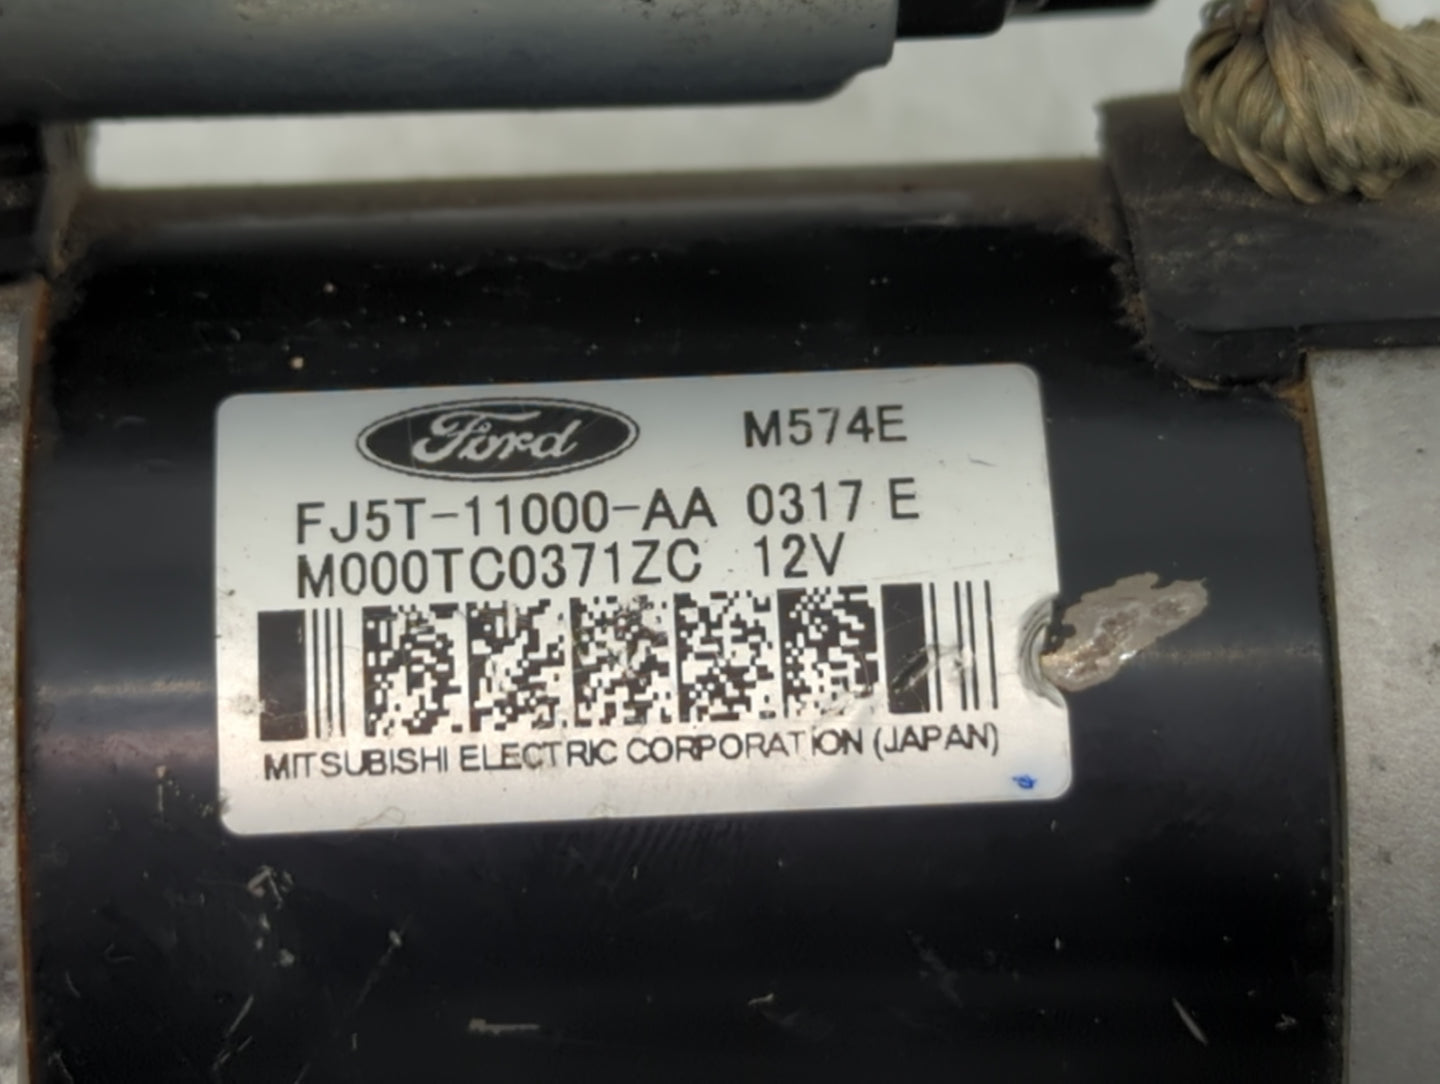 Ford M574E
FJ5T-11000-AA 0317 E
M000TC0371ZC 12V
MITSUBISHI ELECTRIC CORPORATION (JAPAN)